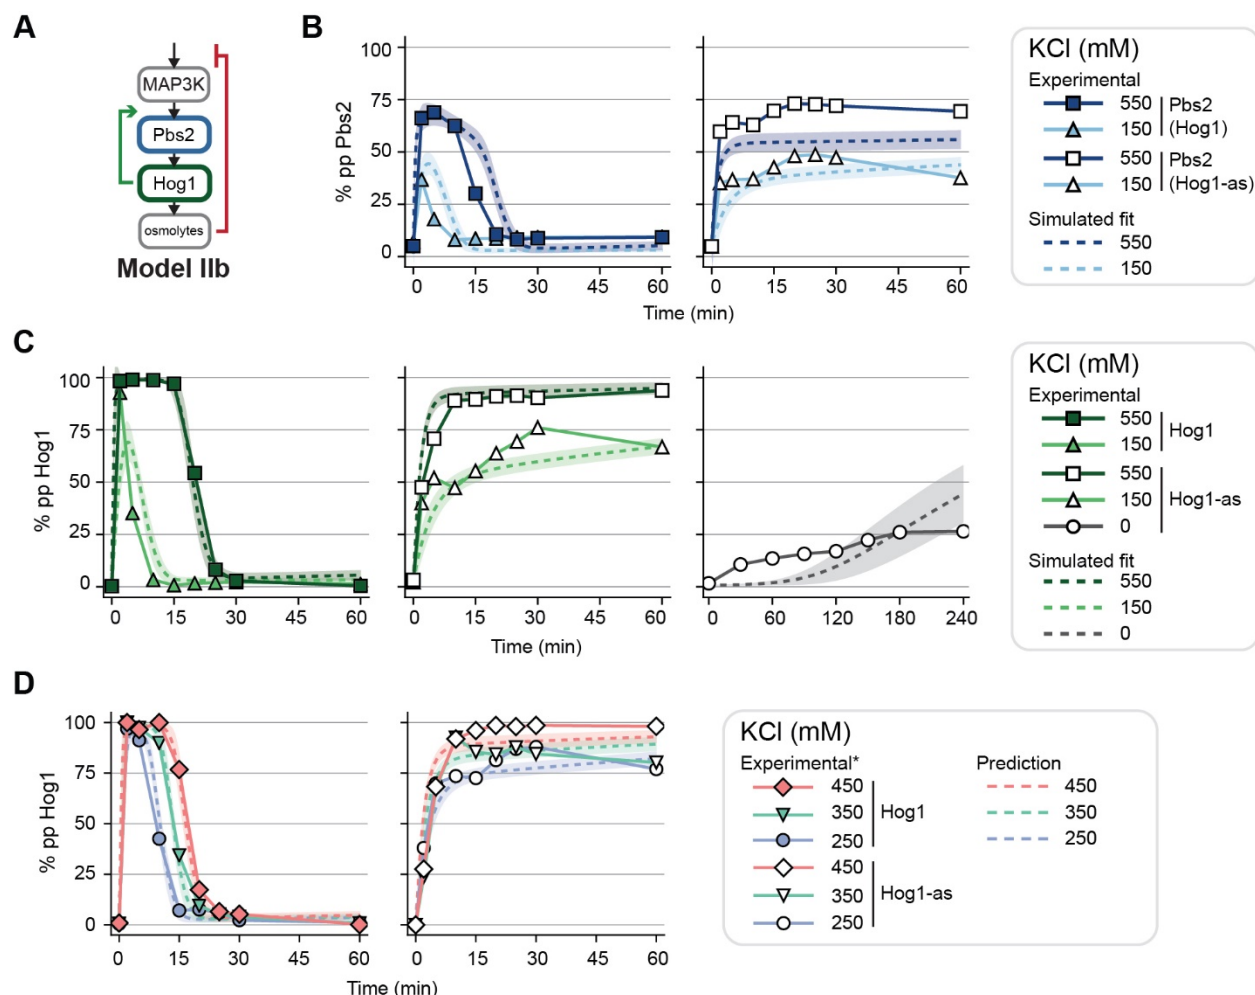 A
MAP3K
Pbs2
Hog1
osmolytes
Model IIb
B
% pp Pbs2
100
75
50
25
0
0 15 30 45 60
0 15 30 45 60
Time (min)
KCl (mM)
Experimental
550 Pbs2
150 (Hog1)
550 Pbs2
150 (Hog1-as)
Simulated fit
550
150
C
% pp Hog1
100
75
50
25
0
0 15 30 45 60
0 15 30 45 60
0 60 120 180 240
Time (min)
KCl (mM)
Experimental
550
150
Hog1
550
150
0
Hog1-as
Simulated fit
550
150
0
D
% pp Hog1
100
75
50
25
0
0 15 30 45 60
0 15 30 45 60
Time (min)
KCl (mM)
Experimental*
450
350
250
Hog1
450
350
250
Hog1-as
Prediction
450
350
250